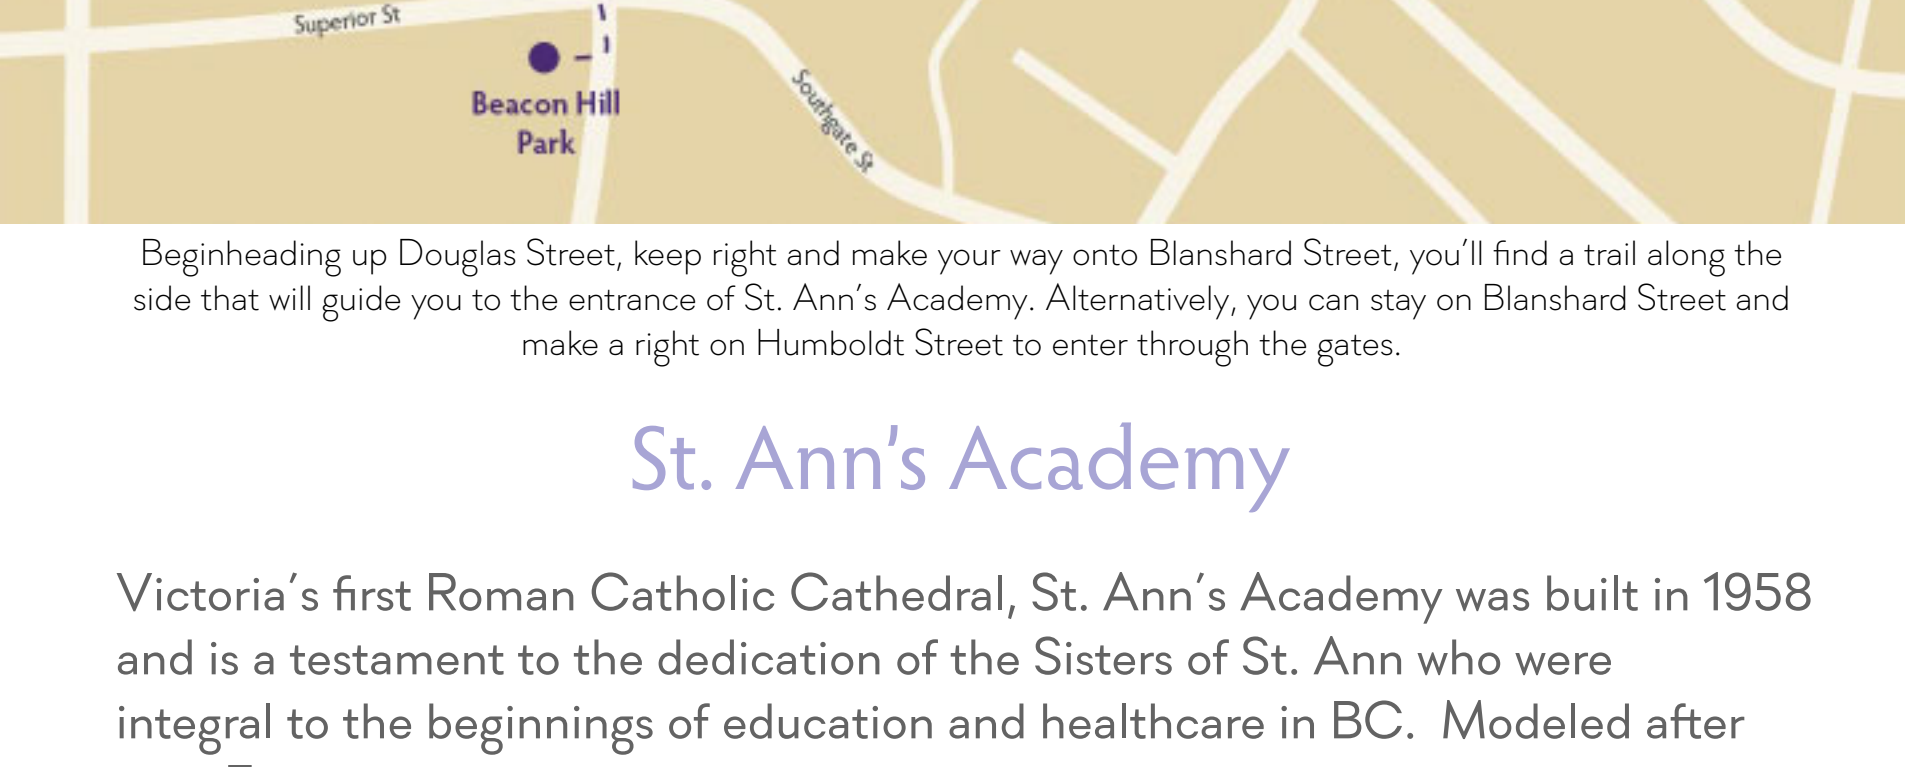 Superior St
Beacon Hill
Park
Southgate St
Beginheading up Douglas Street, keep right and make your way onto Blanshard Street, you'll find a trail along the
side that will guide you to the entrance of St. Ann's Academy. Alternatively, you can stay on Blanshard Street and
make a right on Humboldt Street to enter through the gates.
St. Ann's Academy
Victoria's first Roman Catholic Cathedral, St. Ann's Academy was built in 1958
and is a testament to the dedication of the Sisters of St. Ann who were
integral to the beginnings of education and healthcare in BC.  Modeled after